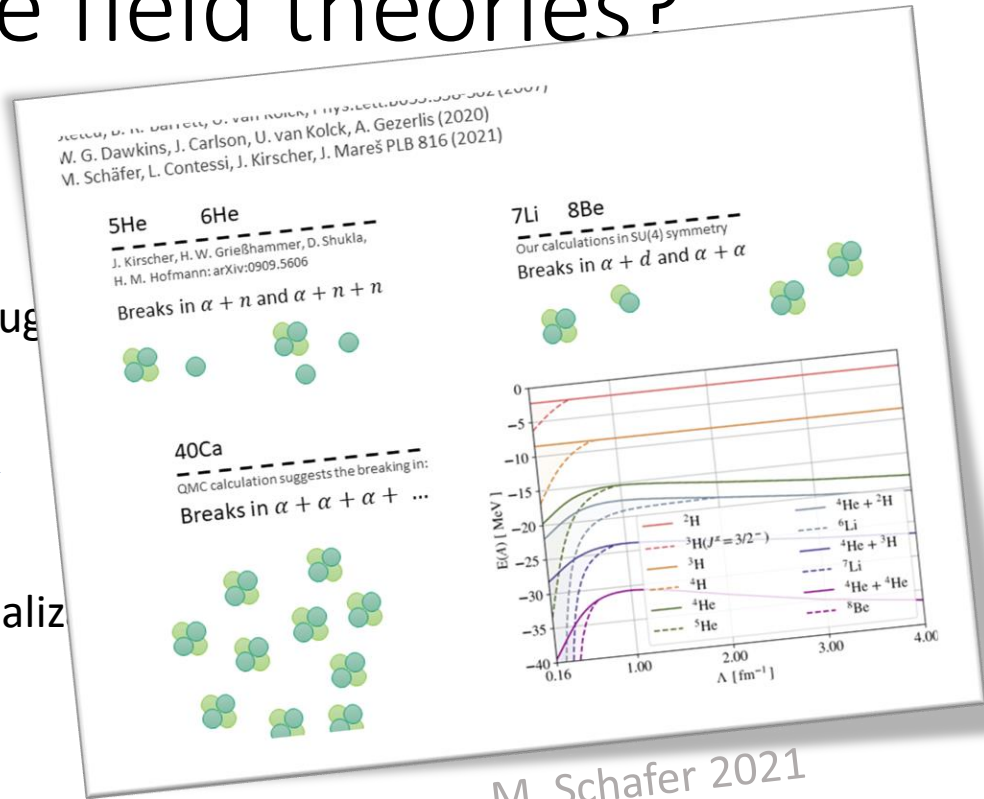 e field theories?
W. G. Dawkins, J. Carlson, U. van Kolck, A. Gezerlis (2020)
M. Schäfer, L. Contessi, J. Kirscher, J. Mareš PLB 816 (2021)
5He 6He
J. Kirscher, H. W. Grießhammer, D. Shukla,
H. M. Hofmann: arXiv:0909.5606
Breaks in α + n and α + n + n
7Li 8Be
Our calculations in SU(4) symmetry
Breaks in α + d and α + α
ug
40Ca
QMC calculation suggests the breaking in:
Breaks in α + α + α + ...
aliz
E(A) [ MeV ]
0
−5
−10
−15
−20
−25
−30
−35
−40
²H
³H(Jᵖ = 3/2⁻)
³H
⁴H
⁴He
⁵He
⁴He + ²H
⁶Li
⁴He + ³H
⁷Li
⁴He + ⁴He
⁸Be
0.16 1.00 2.00 3.00 4.00
Λ [ fm⁻¹ ]
M. Schafer 2021